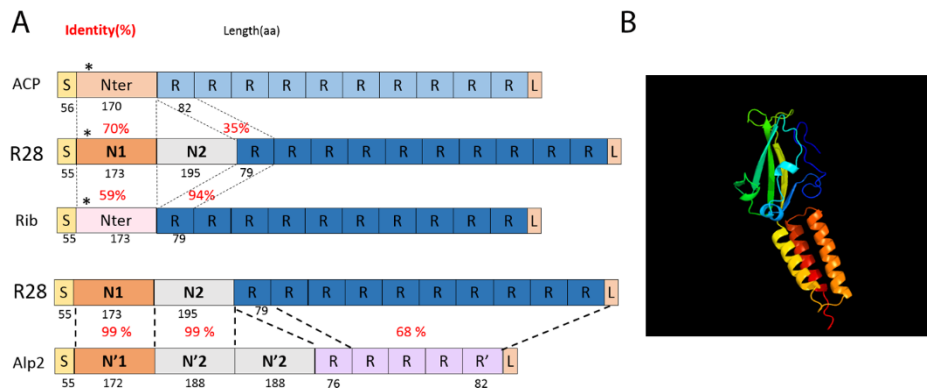 A
B
Identity(%) Length(aa)
*
ACP S Nter R R R R R R R R R R L
56 170 82
* 70% 35%
R28 S N1 N2 R R R R R R R R R R L
55 173 195 79
* 59 % 94%
Rib S Nter R R R R R R R R R R L
55 173 79
R28 S N1 N2 R R R R R R R R R R L
55 173 195 79
99 % 99 % 68 %
Alp2 S N'1 N'2 N'2 R R R R R' L
55 172 188 188 76 82